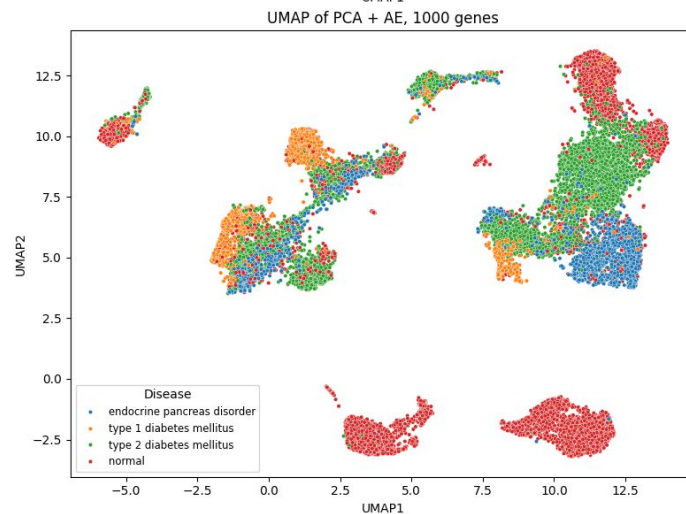 UMAP of PCA + AE, 1000 genes
12.5
10.0
7.5
5.0
2.5
0.0
−2.5
UMAP2
Disease
endocrine pancreas disorder
type 1 diabetes mellitus
type 2 diabetes mellitus
normal
−5.0 −2.5 0.0 2.5 5.0 7.5 10.0 12.5
UMAP1